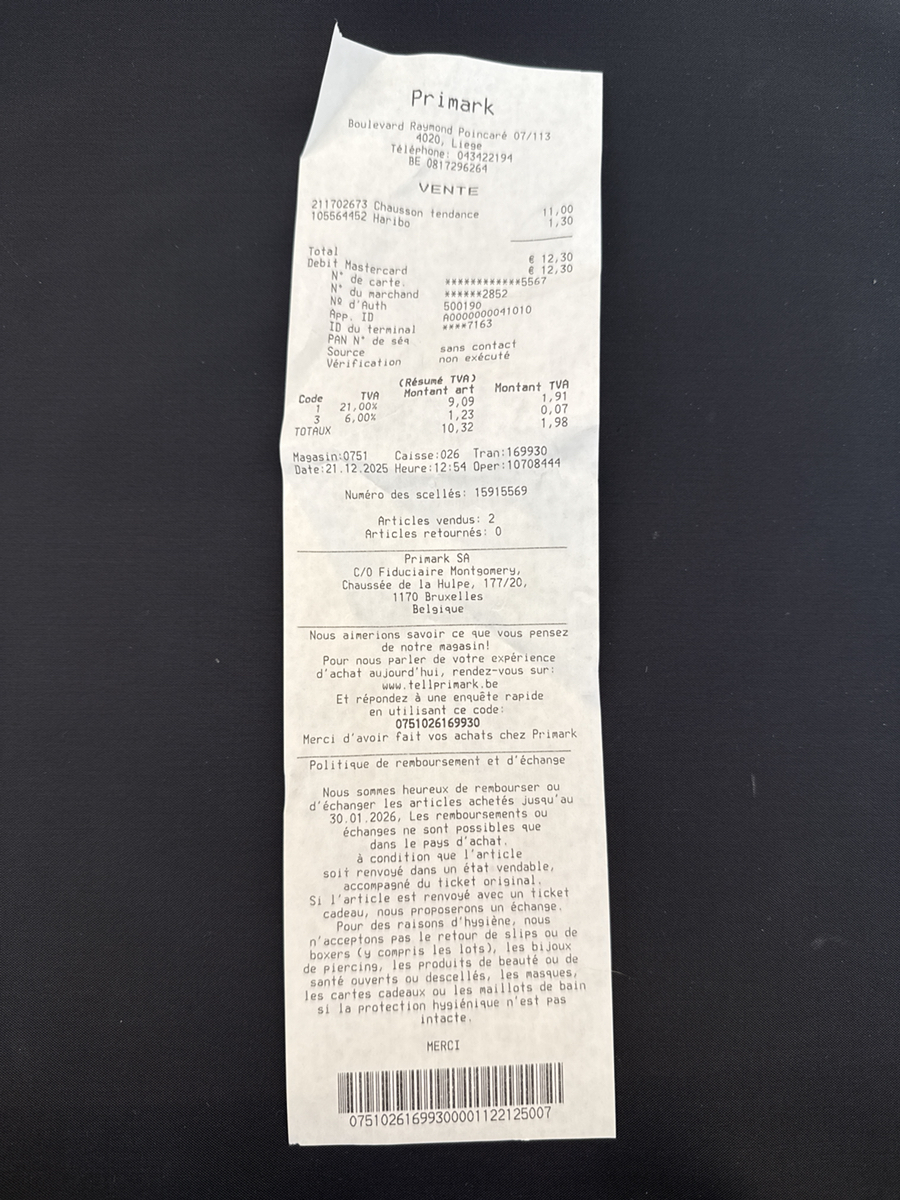 Primark
Boulevard Raymond Poincaré 07/113
4020, Liege
Téléphone: 043422194
BE 0817296264
VENTE
211702673 Chausson tendance 11,00
105564452 Haribo 1,30
Total € 12,30
Debit Mastercard € 12,30
N° de carte. ************5567
N° du marchand ******2852
Nº d'Auth 500190
App. ID A0000000041010
ID du terminal ****7163
PAN N° de séq
Source sans contact
Vérification non exécuté
(Résumé TVA)
Code TVA Montant art Montant TVA
1 21,00% 9,09 1,91
3 6,00% 1,23 0,07
TOTAUX 10,32 1,98
Magasin:0751 Caisse:026 Tran:169930
Date:21.12.2025 Heure:12:54 Oper:10708444
Numéro des scellés: 15915569
Articles vendus: 2
Articles retournés: 0
Primark SA
C/O Fiduciaire Montgomery,
Chaussée de la Hulpe, 177/20,
1170 Bruxelles
Belgique
Nous aimerions savoir ce que vous pensez
de notre magasin!
Pour nous parler de votre expérience
d'achat aujourd'hui, rendez-vous sur:
www.tellprimark.be
Et répondez à une enquête rapide
en utilisant ce code:
0751026169930
Merci d'avoir fait vos achats chez Primark
Politique de remboursement et d'échange
Nous sommes heureux de rembourser ou
d'échanger les articles achetés jusqu'au
30.01.2026, Les remboursements ou
échanges ne sont possibles que
dans le pays d'achat.
à condition que l'article
soit renvoyé dans un état vendable,
accompagné du ticket original.
Si l'article est renvoyé avec un ticket
cadeau, nous proposerons un échange.
Pour des raisons d'hygiène, nous
n'acceptons pas le retour de slips ou de
boxers (y compris les lots), les bijoux
de piercing, les produits de beauté ou de
santé ouverts ou descellés, les masques,
les cartes cadeaux ou les maillots de bain
si la protection hygiénique n'est pas
intacte.
MERCI
07510261699300001122125007